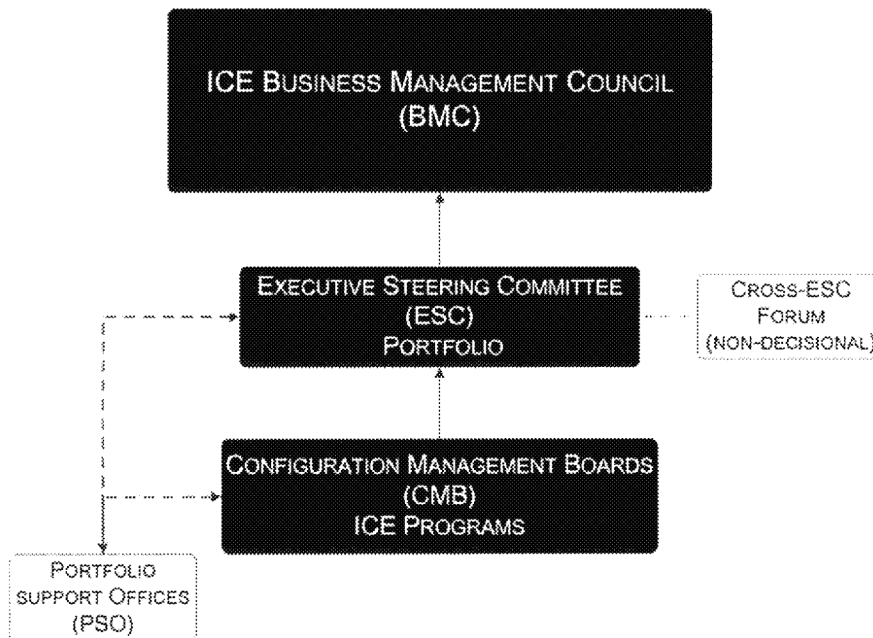 ICE BUSINESS MANAGEMENT COUNCIL
(BMC)
EXECUTIVE STEERING COMMITTEE
(ESC)
PORTFOLIO
CROSS-ESC
FORUM
(NON-DECISIONAL)
CONFIGURATION MANAGEMENT BOARDS
(CMB)
ICE PROGRAMS
PORTFOLIO
SUPPORT OFFICES
(PSO)